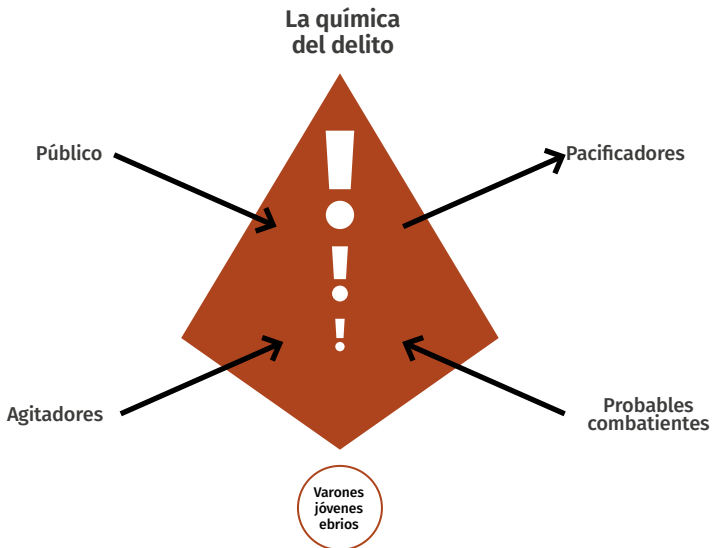 La química
del delito
Público
Pacificadores
Agitadores
Probables
combatientes
Varones
jóvenes
ebrios